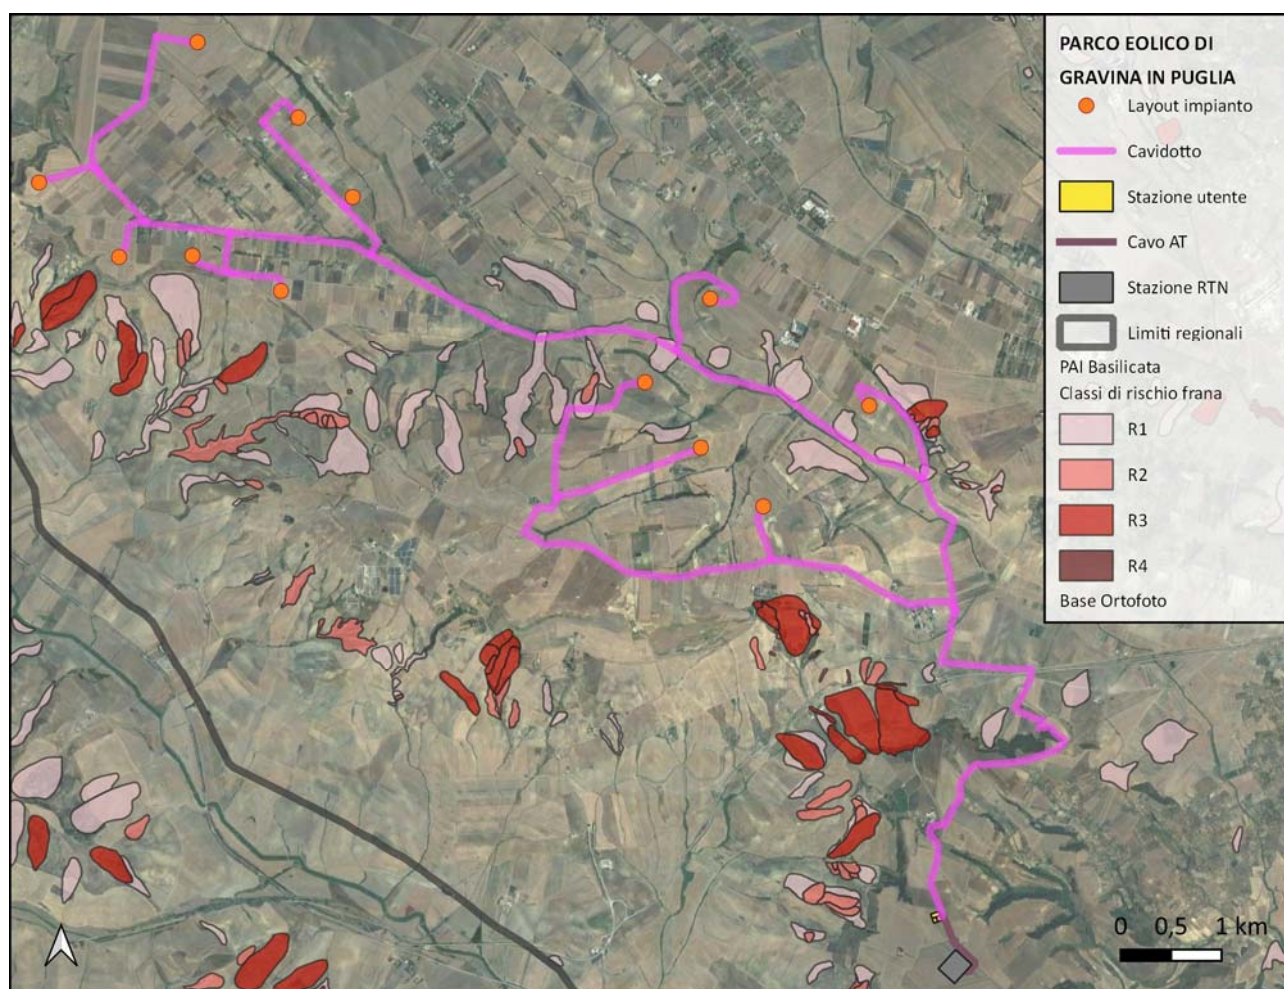 PARCO EOLICO DI
GRAVINA IN PUGLIA
Layout impianto
Cavidotto
Stazione utente
Cavo AT
Stazione RTN
Limiti regionali
PAI Basilicata
Classi di rischio frana
R1
R2
R3
R4
Base Ortofoto
0 0,5 1 km